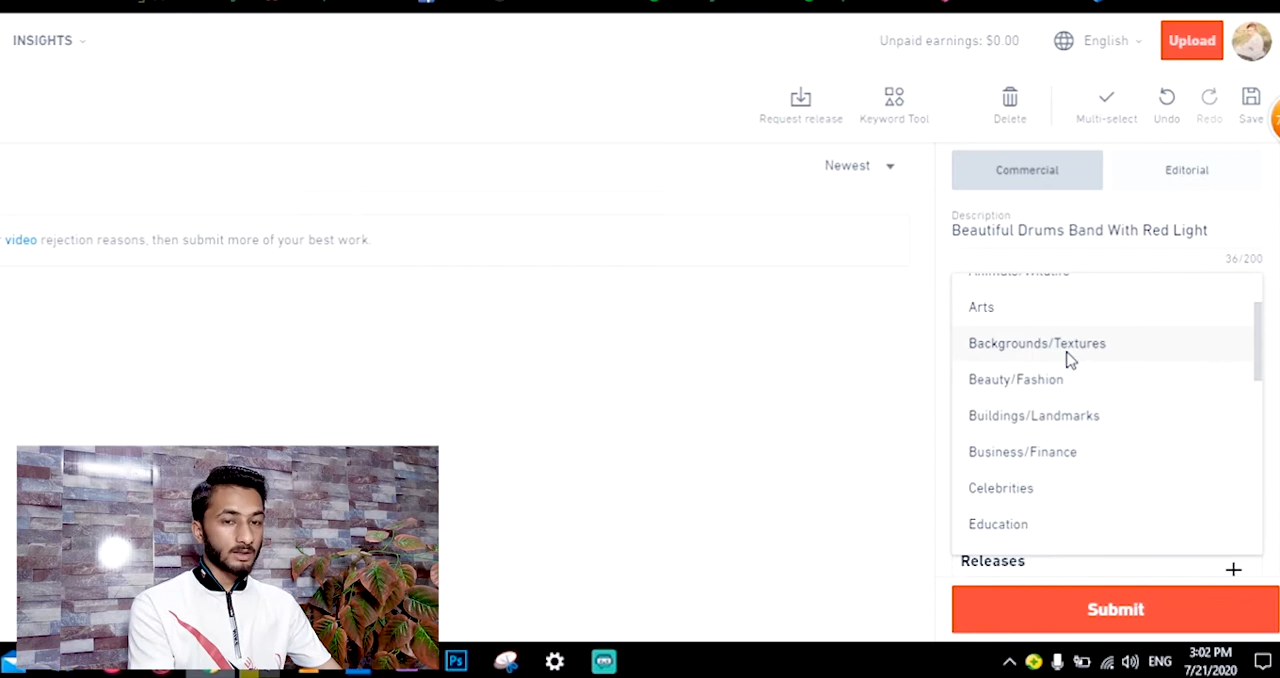 INSIGHTS
Unpaid earnings: $0.00
English
Upload
Request release
Keyword Tool
Delete
Multi-select
Undo
Redo
Save
Newest
Commercial
Editorial
Description
Beautiful Drums Band With Red Light
36/200
video rejection reasons, then submit more of your best work.
Animals/Wildlife
Arts
Backgrounds/Textures
Beauty/Fashion
Buildings/Landmarks
Business/Finance
Celebrities
Education
Releases
Submit
Ps
ENG
3:02 PM
7/21/2020